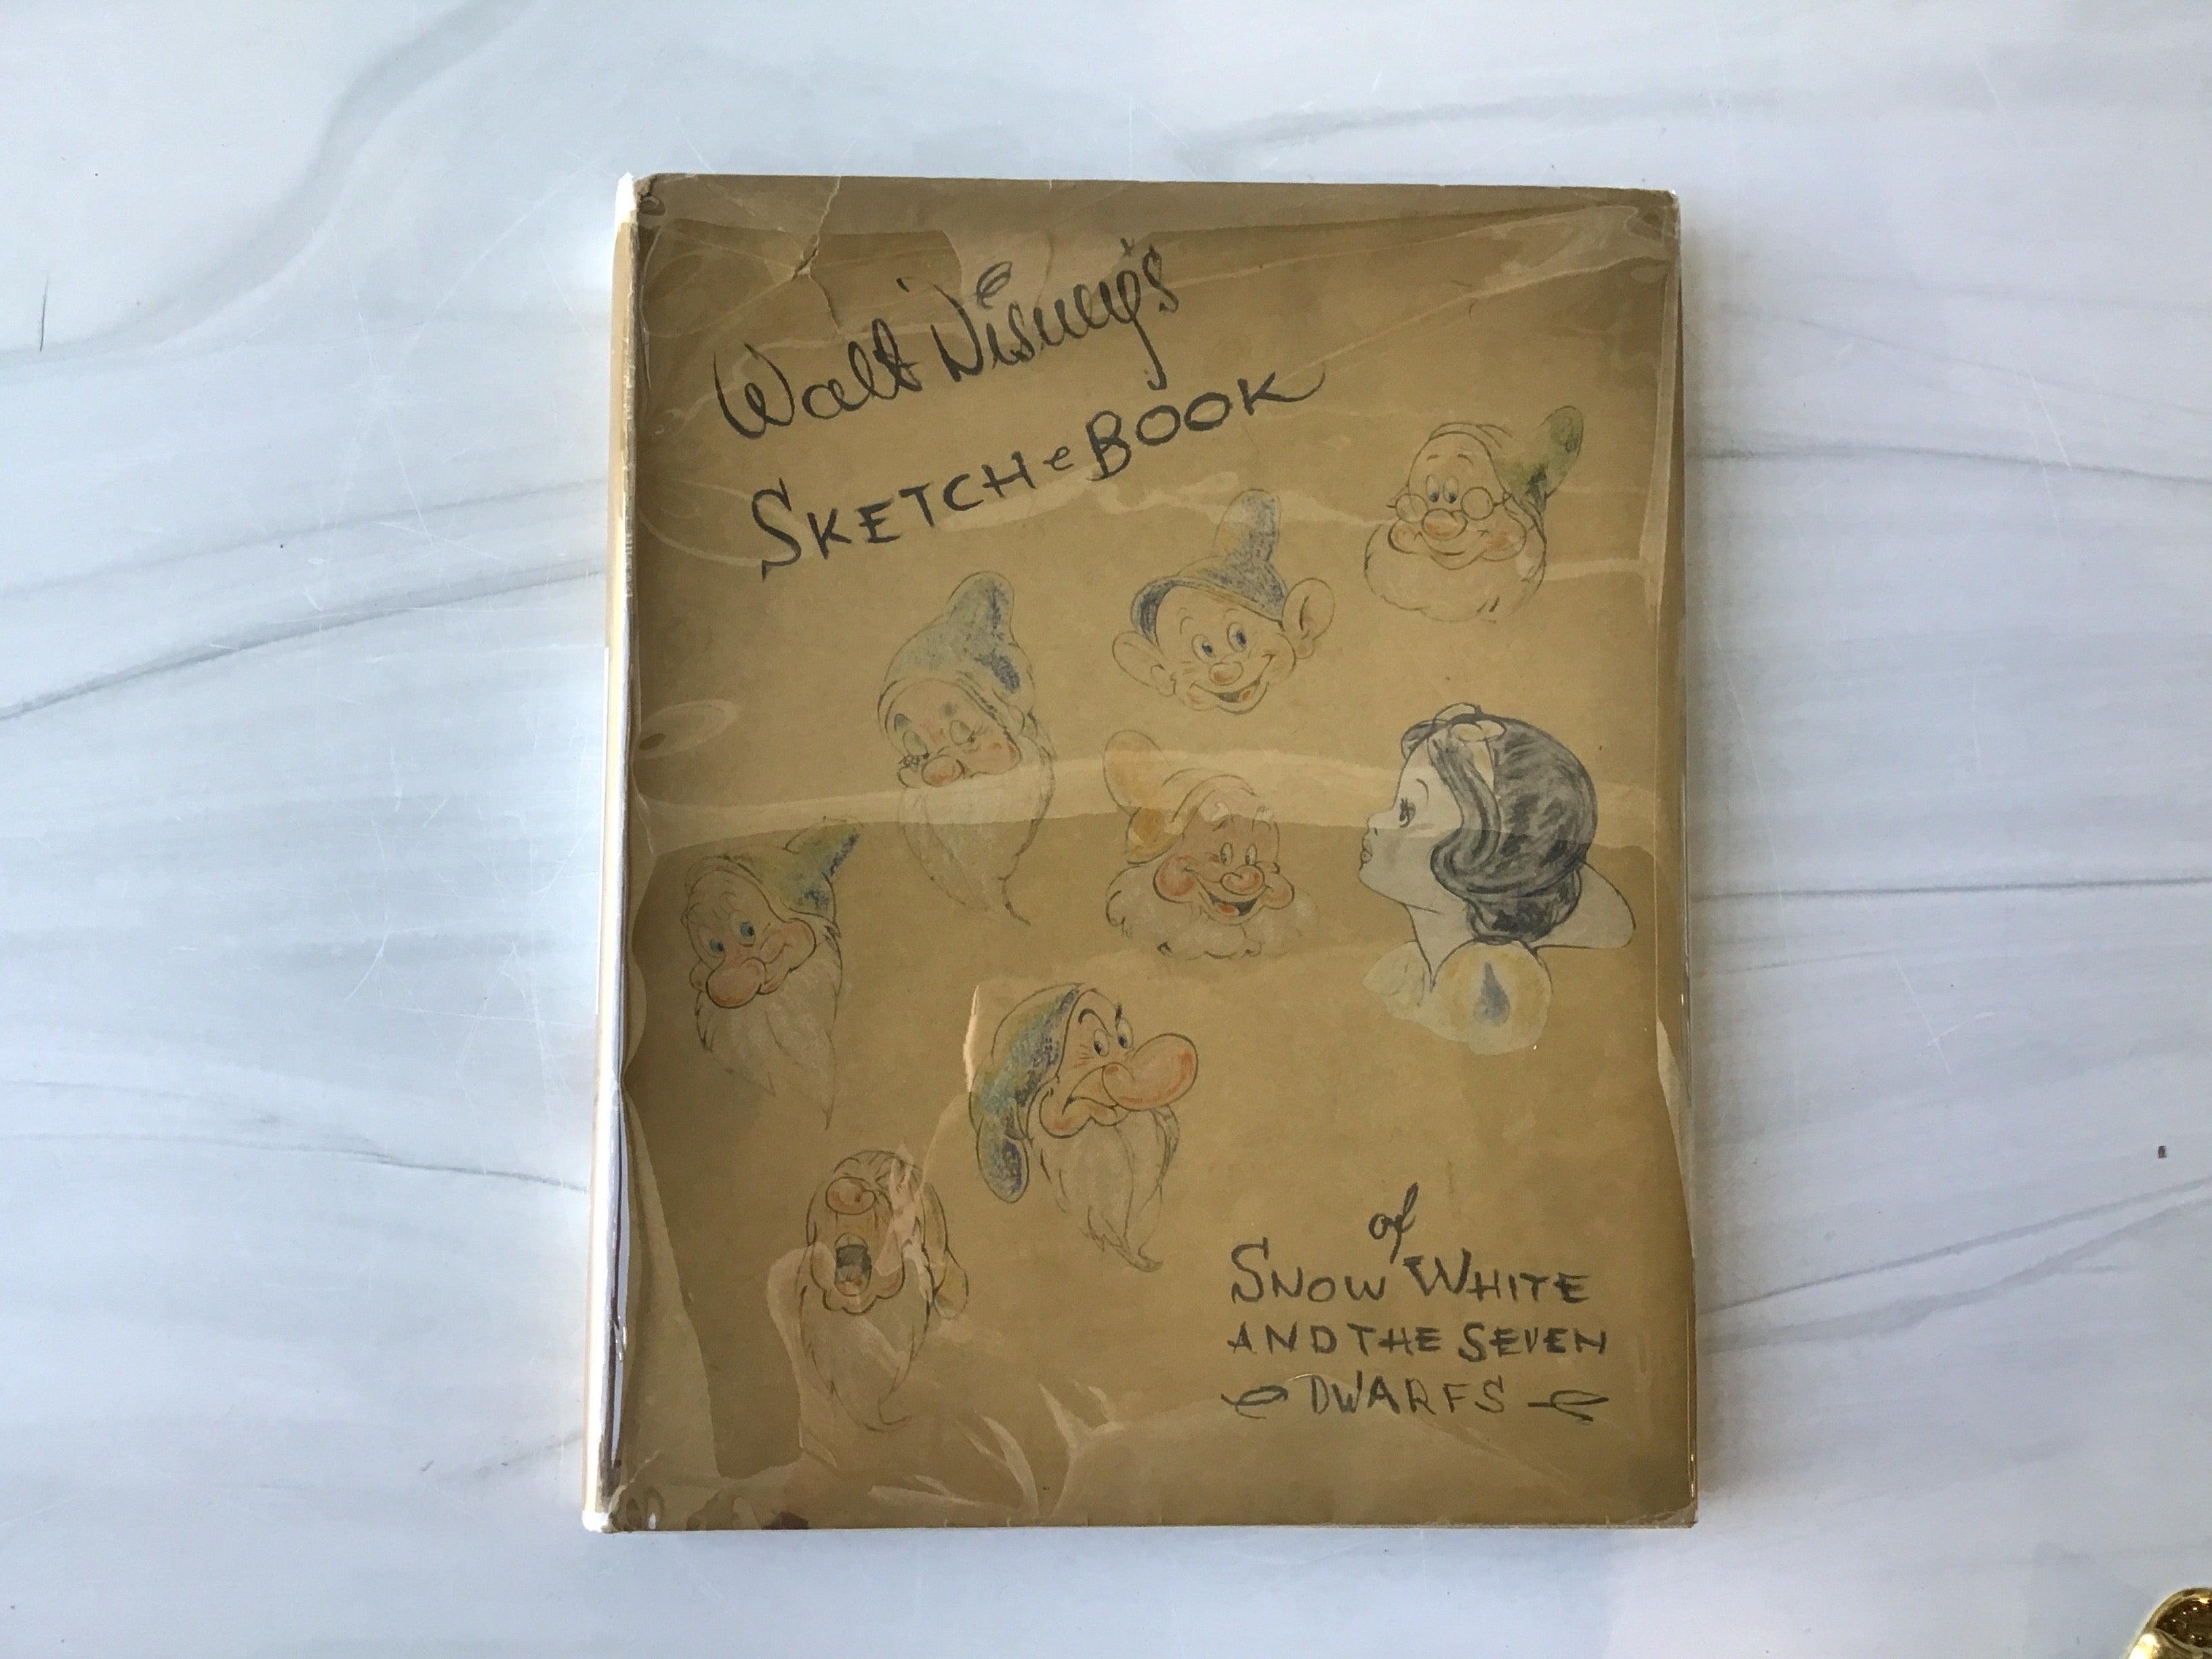 Walt Disney's
SKETCH-BOOK
of
SNOW WHITE
AND THE SEVEN
DWARFS